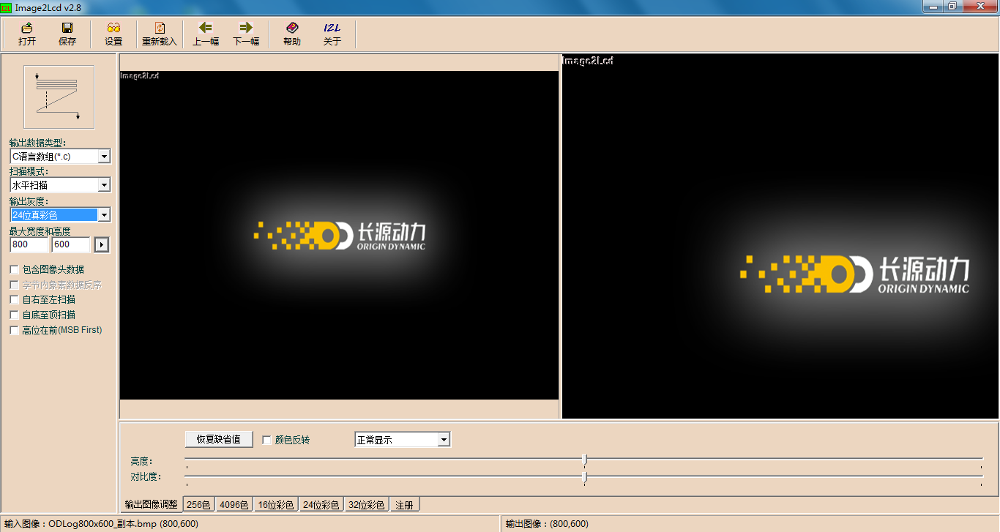 I2L Image2Lcd v2.8
打开 保存 设置 重新载入 上一幅 下一幅 帮助 I2L 关于
输出数据类型:
C语言数组(*.c)
扫描模式:
水平扫描
输出灰度:
24位真彩色
最大宽度和高度
800 600
包含图像头数据
字节内象素数据反序
自右至左扫描
自底至顶扫描
高位在前(MSB First)
Image2Lcd
长源动力
ORIGIN DYNAMIC
Image2Lcd
长源动力
ORIGIN DYNAMIC
恢复缺省值 颜色反转 正常显示
亮度:
对比度:
输出图像调整 256色 4096色 16位彩色 24位彩色 32位彩色 注册
输入图像：ODLog800x600_副本.bmp (800,600) 输出图像：(800,600)